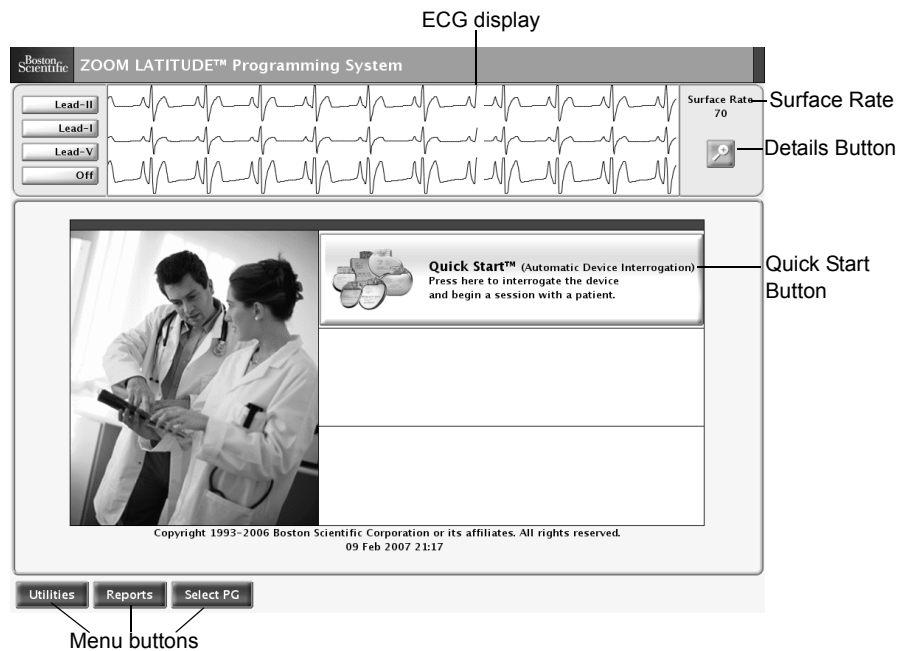 ECG display
Boston
Scientific
ZOOM LATITUDE™ Programming System
Lead-II
Lead-I
Lead-V
Off
Surface Rate
70
Surface Rate
Details Button
Quick Start™ (Automatic Device Interrogation)
Press here to interrogate the device
and begin a session with a patient.
Quick Start
Button
Copyright 1993-2006 Boston Scientific Corporation or its affiliates. All rights reserved.
09 Feb 2007 21:17
Utilities
Reports
Select PG
Menu buttons